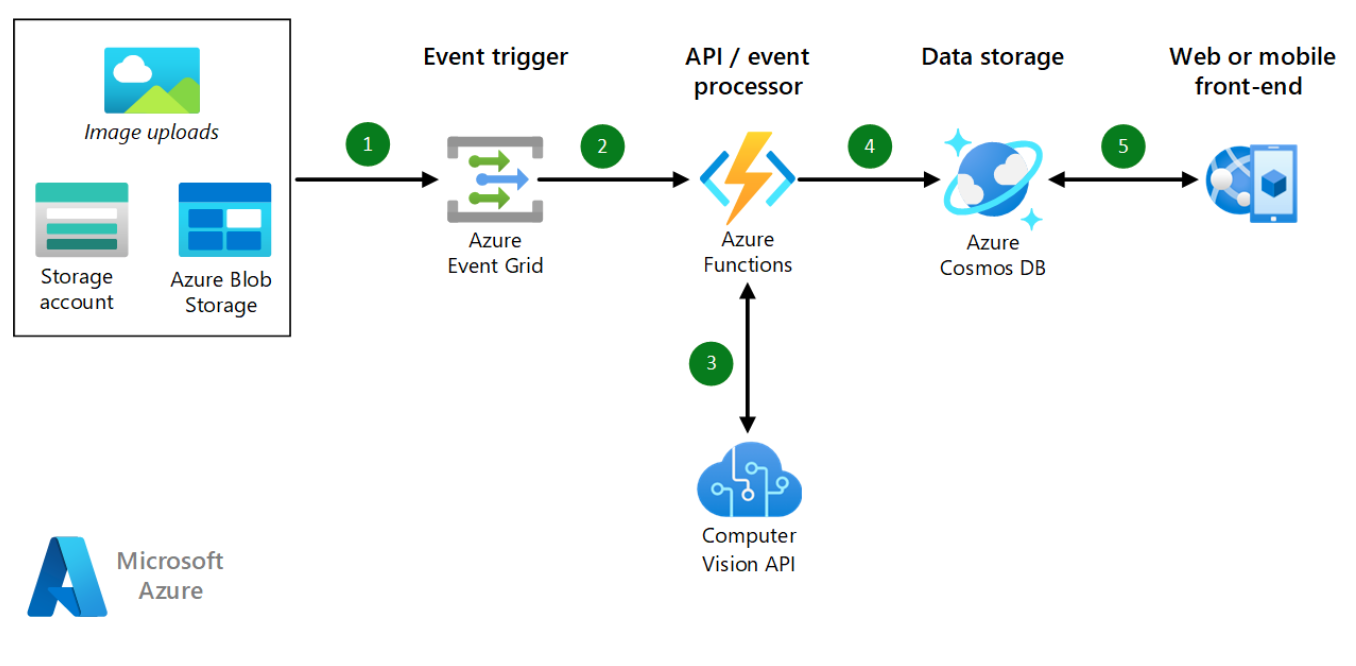 Image uploads
Storage
account
Azure Blob
Storage
1
Event trigger
Azure
Event Grid
2
API / event
processor
Azure
Functions
3
Computer
Vision API
4
Data storage
Azure
Cosmos DB
5
Web or mobile
front-end
Microsoft
Azure